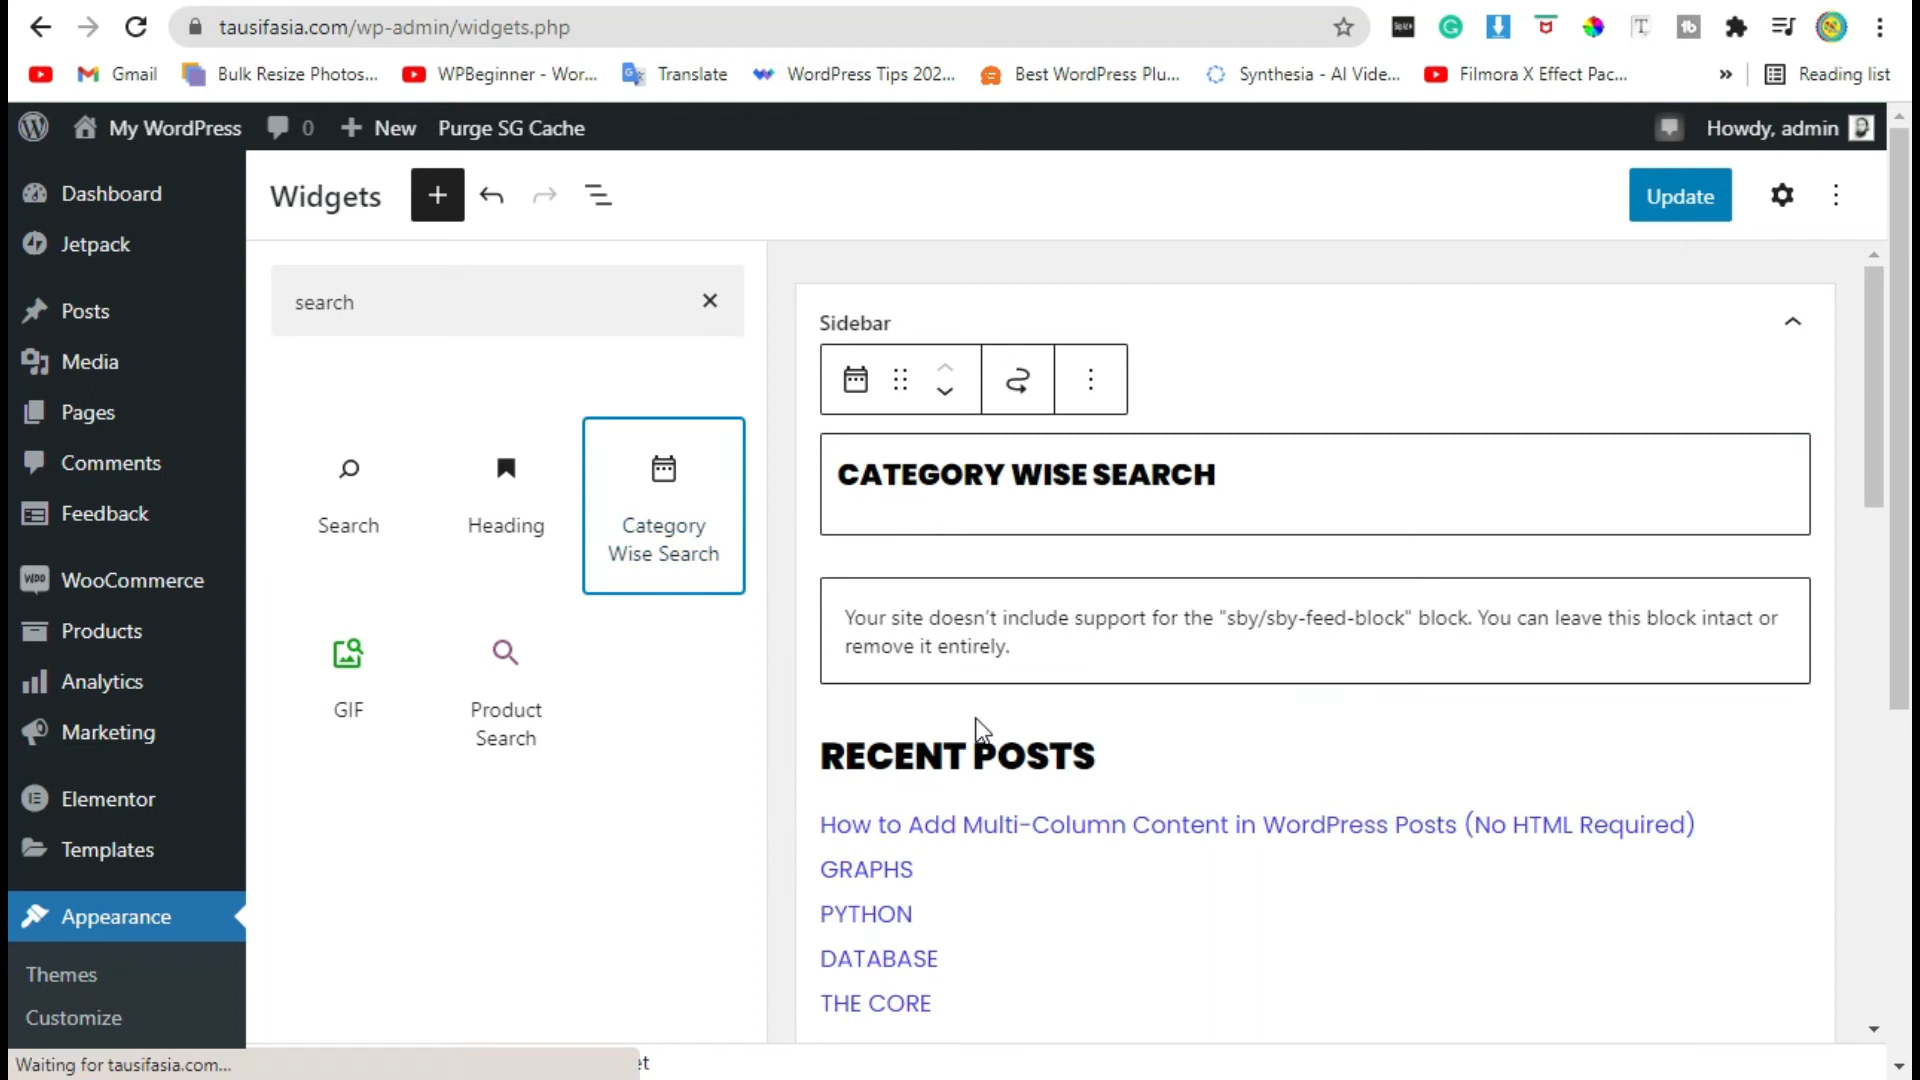 tausifasia.com/wp-admin/widgets.php
Gmail
Bulk Resize Photos...
WPBeginner - Wor...
Translate
WordPress Tips 202...
Best WordPress Plu...
Synthesia - AI Vide...
Filmora X Effect Pac...
»
Reading list
My WordPress
0
New
Purge SG Cache
Howdy, admin
Dashboard
Jetpack
Posts
Media
Pages
Comments
Feedback
WooCommerce
Products
Analytics
Marketing
Elementor
Templates
Appearance
Themes
Customize
Widgets
Update
search
Search
Heading
Category
Wise Search
GIF
Product
Search
Sidebar
CATEGORY WISE SEARCH
Your site doesn't include support for the "sby/sby-feed-block" block. You can leave this block intact or
remove it entirely.
RECENT POSTS
How to Add Multi-Column Content in WordPress Posts (No HTML Required)
GRAPHS
PYTHON
DATABASE
THE CORE
Waiting for tausifasia.com...